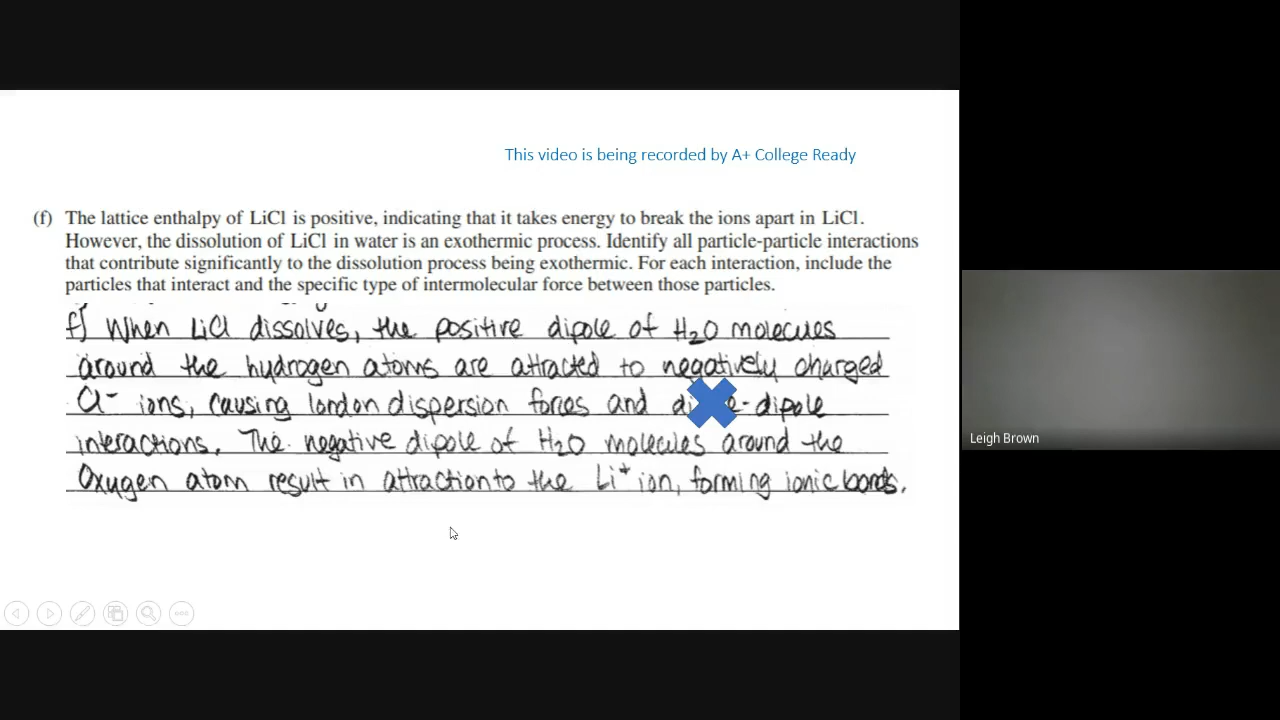 This video is being recorded by A+ College Ready
(f) The lattice enthalpy of LiCl is positive, indicating that it takes energy to break the ions apart in LiCl.
However, the dissolution of LiCl in water is an exothermic process. Identify all particle-particle interactions
that contribute significantly to the dissolution process being exothermic. For each interaction, include the
particles that interact and the specific type of intermolecular force between those particles.
f) When LiCl dissolves, the positive dipole of H₂O molecules
around the hydrogen atoms are attracted to negatively charged
Cl⁻ ions, causing london dispersion forces and -dipole
interactions. The negative dipole of H₂O molecules around the
Oxygen atom result in attraction to the Li⁺ ion, forming ionic bonds.
Leigh Brown